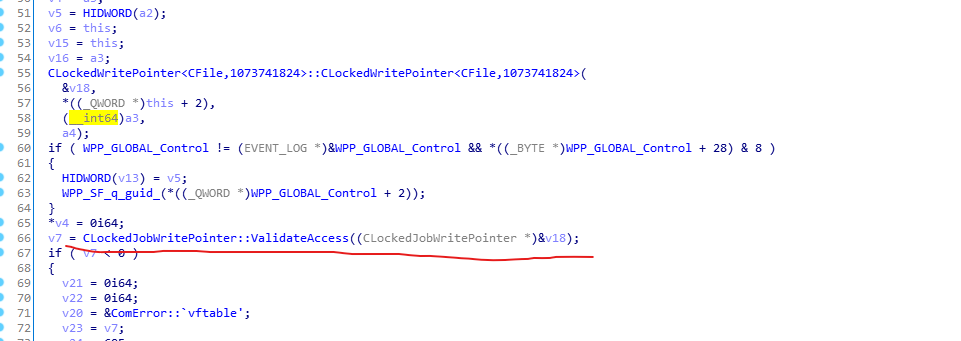 51 v5 = HIDWORD(a2);
52 v6 = this;
53 v15 = this;
54 v16 = a3;
55 CLockedWritePointer<CFile,1073741824>::CLockedWritePointer<CFile,1073741824>(
56 &v18,
57 *((_QWORD *)this + 2),
58 (__int64)a3,
59 a4);
60 if ( WPP_GLOBAL_Control != (EVENT_LOG *)&WPP_GLOBAL_Control && *((_BYTE *)WPP_GLOBAL_Control + 28) & 8 )
61 {
62 HIDWORD(v13) = v5;
63 WPP_SF_q_guid_(*((_QWORD *)WPP_GLOBAL_Control + 2));
64 }
65 *v4 = 0i64;
66 v7 = CLockedJobWritePointer::ValidateAccess((CLockedJobWritePointer *)&v18);
67 if ( v7 < 0 )
68 {
69 v21 = 0i64;
70 v22 = 0i64;
71 v20 = &ComError::`vftable';
72 v23 = v7;